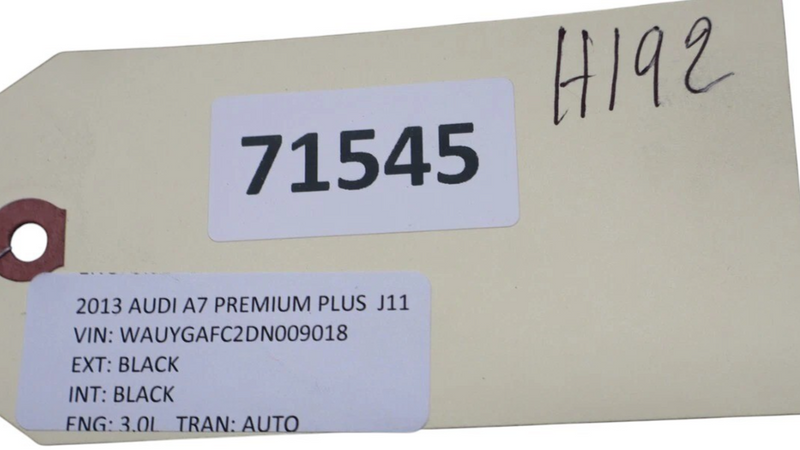 H192
71545
2013 AUDI A7 PREMIUM PLUS J11
VIN: WAUYGAFC2DN009018
EXT: BLACK
INT: BLACK
ENG: 3.0L TRAN: AUTO